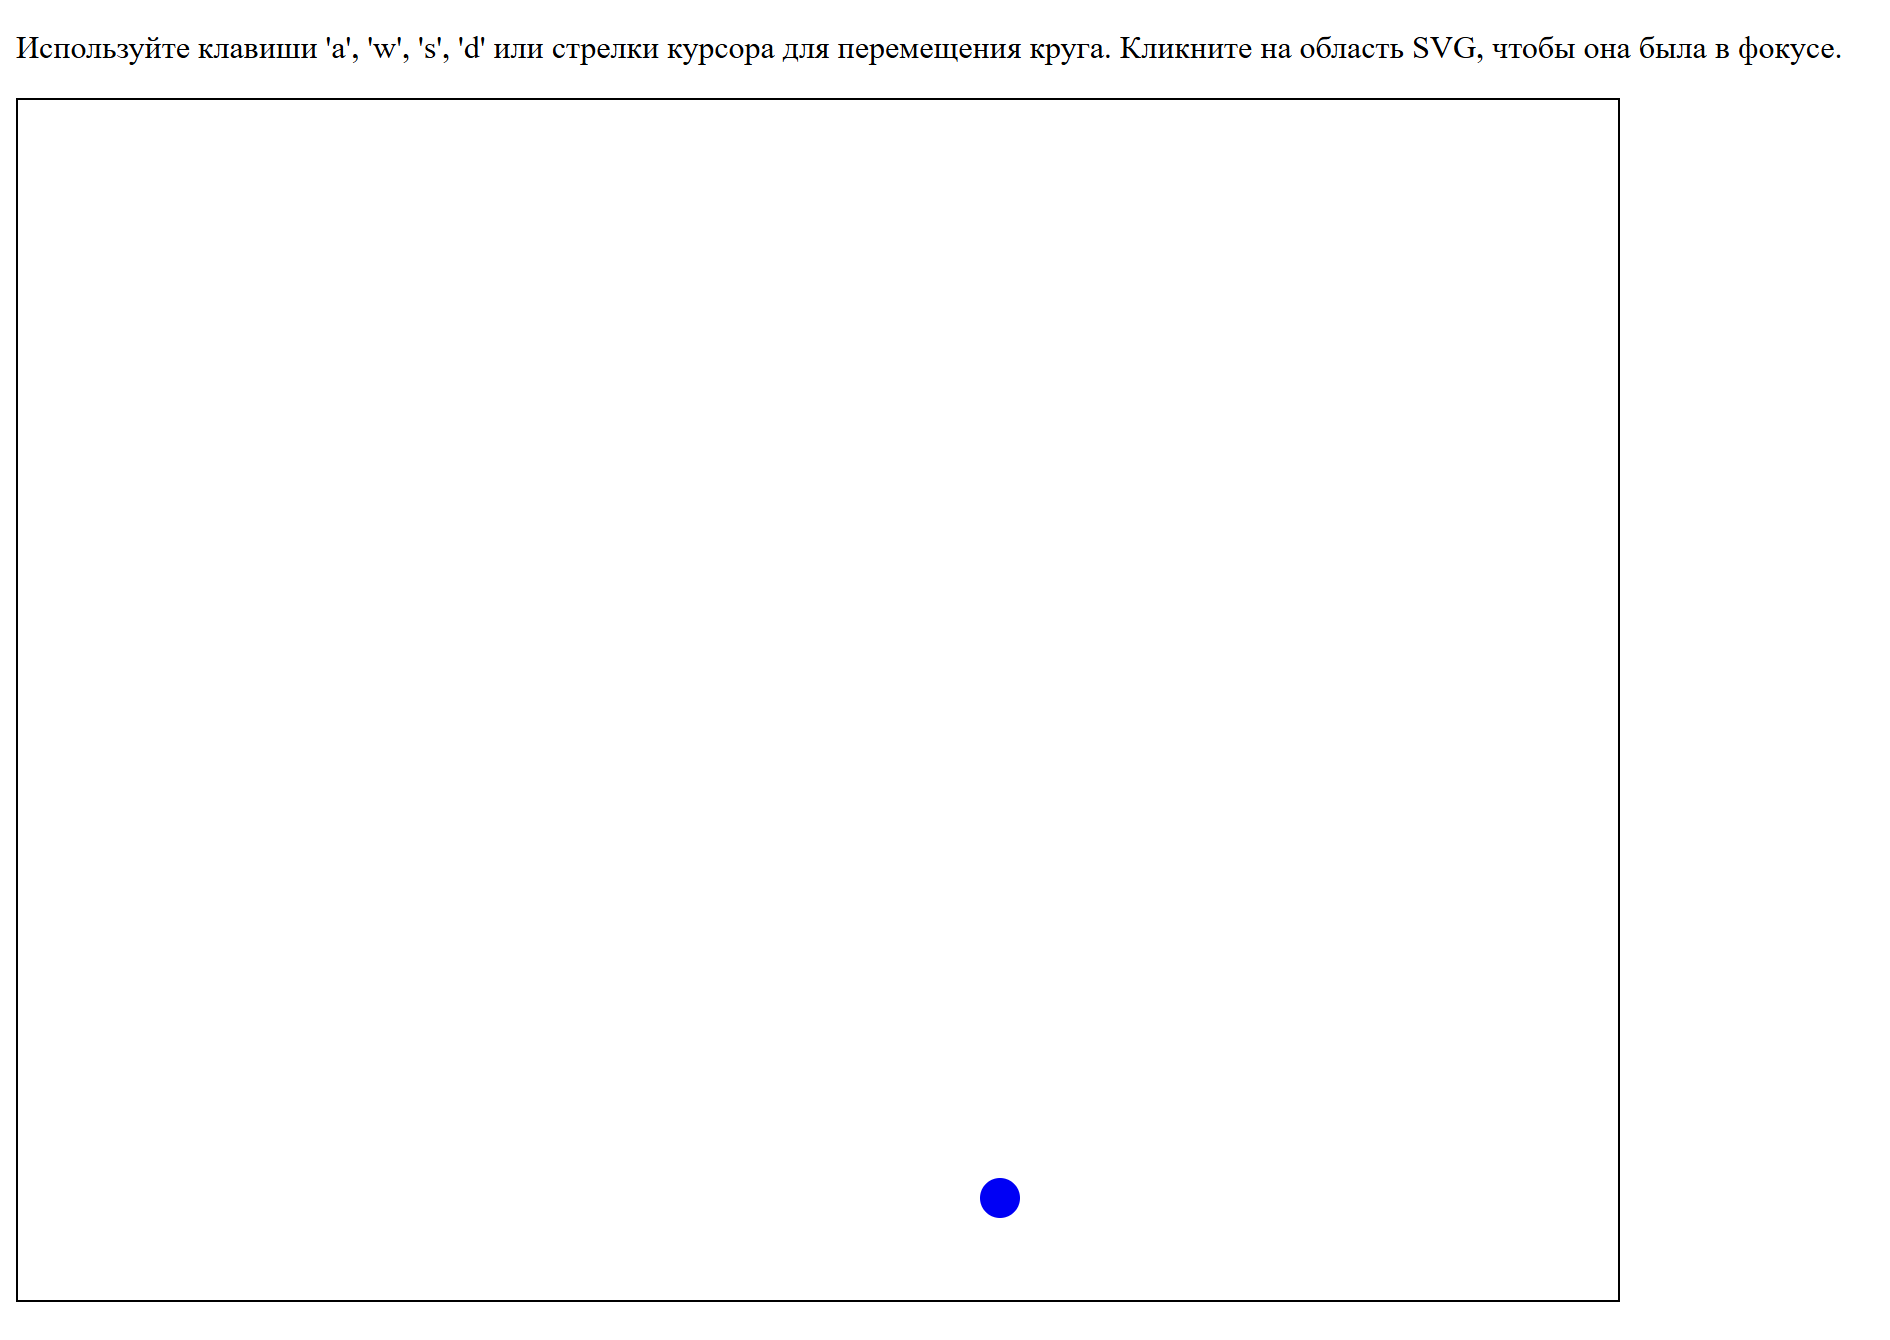 Используйте клавиши 'a', 'w', 's', 'd' или стрелки курсора для перемещения круга. Кликните на область SVG, чтобы она была в фокусе.